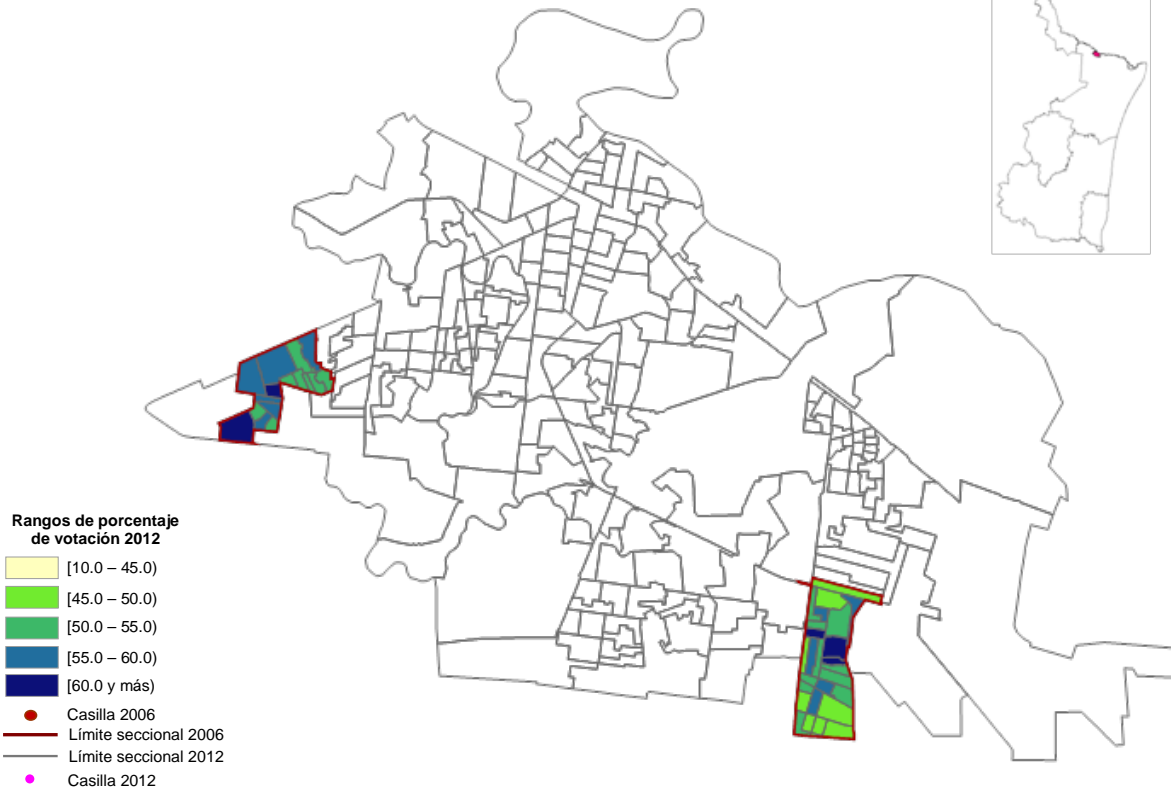 Rangos de porcentaje
de votación 2012
[10.0 – 45.0)
[45.0 – 50.0)
[50.0 – 55.0)
[55.0 – 60.0)
[60.0 y más)
Casilla 2006
Límite seccional 2006
Límite seccional 2012
Casilla 2012